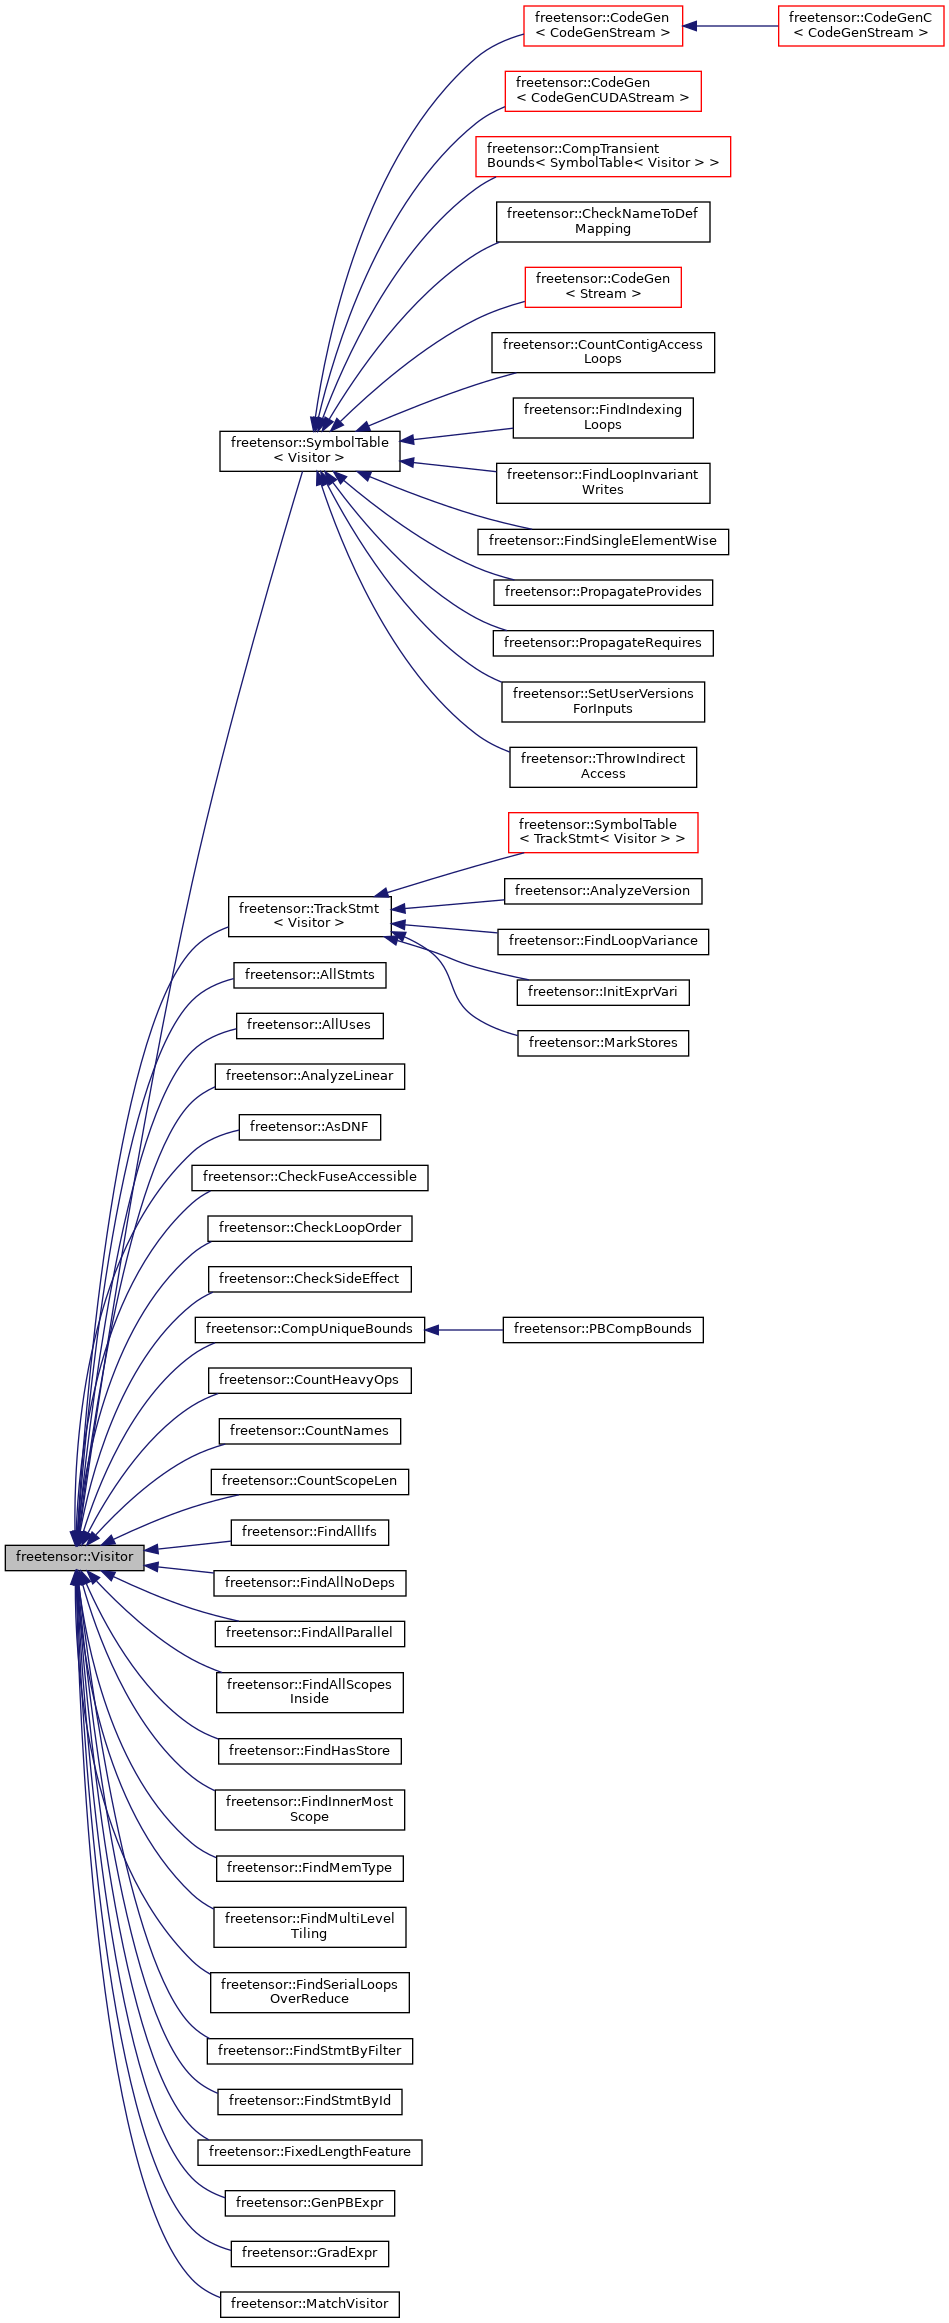 freetensor::CodeGen
< CodeGenStream >
freetensor::CodeGenC
< CodeGenStream >
freetensor::CodeGen
< CodeGenCUDAStream >
freetensor::CompTransient
Bounds< SymbolTable< Visitor > >
freetensor::CheckNameToDef
Mapping
freetensor::CodeGen
< Stream >
freetensor::CountContigAccess
Loops
freetensor::FindIndexing
Loops
freetensor::SymbolTable
< Visitor >
freetensor::FindLoopInvariant
Writes
freetensor::FindSingleElementWise
freetensor::PropagateProvides
freetensor::PropagateRequires
freetensor::SetUserVersions
ForInputs
freetensor::ThrowIndirect
Access
freetensor::SymbolTable
< TrackStmt< Visitor > >
freetensor::AnalyzeVersion
freetensor::TrackStmt
< Visitor >
freetensor::FindLoopVariance
freetensor::AllStmts
freetensor::InitExprVari
freetensor::AllUses
freetensor::MarkStores
freetensor::AnalyzeLinear
freetensor::AsDNF
freetensor::CheckFuseAccessible
freetensor::CheckLoopOrder
freetensor::CheckSideEffect
freetensor::CompUniqueBounds
freetensor::PBCompBounds
freetensor::CountHeavyOps
freetensor::CountNames
freetensor::CountScopeLen
freetensor::FindAllIfs
freetensor::Visitor
freetensor::FindAllNoDeps
freetensor::FindAllParallel
freetensor::FindAllScopes
Inside
freetensor::FindHasStore
freetensor::FindInnerMost
Scope
freetensor::FindMemType
freetensor::FindMultiLevel
Tiling
freetensor::FindSerialLoops
OverReduce
freetensor::FindStmtByFilter
freetensor::FindStmtById
freetensor::FixedLengthFeature
freetensor::GenPBExpr
freetensor::GradExpr
freetensor::MatchVisitor